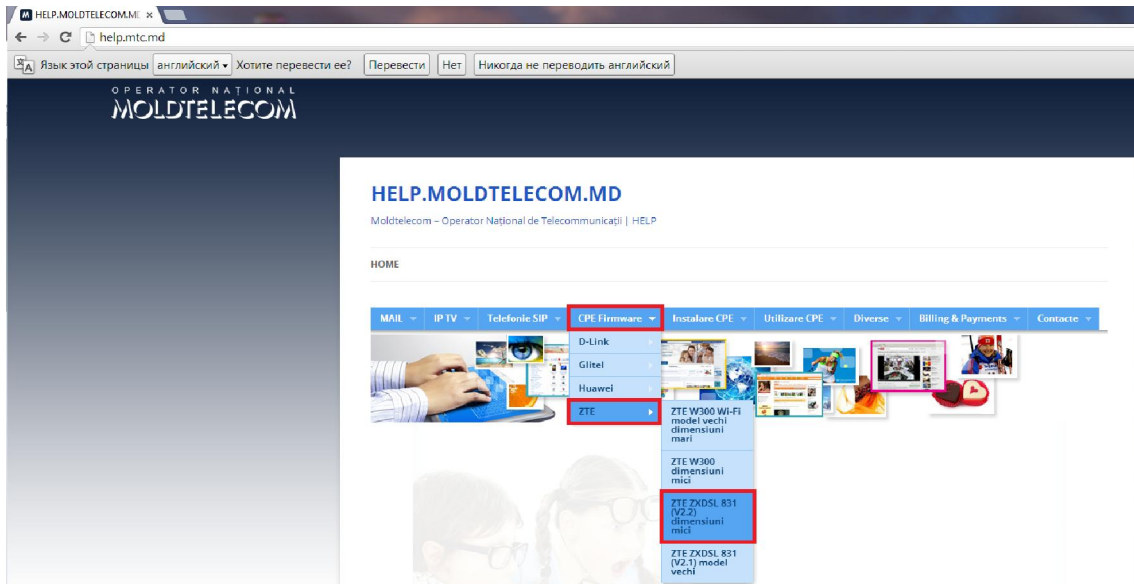 HELP.MOLDTELECOM.MD
help.mtc.md
Язык этой страницы английский Хотите перевести ее? Перевести Нет Никогда не переводить английский
OPERATOR NAȚIONAL
MOLDTELECOM
HELP.MOLDTELECOM.MD
Moldtelecom – Operator Național de Telecommunicații | HELP
HOME
MAIL IP TV Telefonie SIP CPE Firmware Instalare CPE Utilizare CPE Diverse Billing & Payments Contacte
D-Link
Glitel
Huawei
ZTE
ZTE W300 Wi-Fi
model vechi
dimensiuni
mari
ZTE W300
dimensiuni
mici
ZTE ZXDSL 831
(V2.2)
dimensiuni
mici
ZTE ZXDSL 831
(V2.1) model
vechi